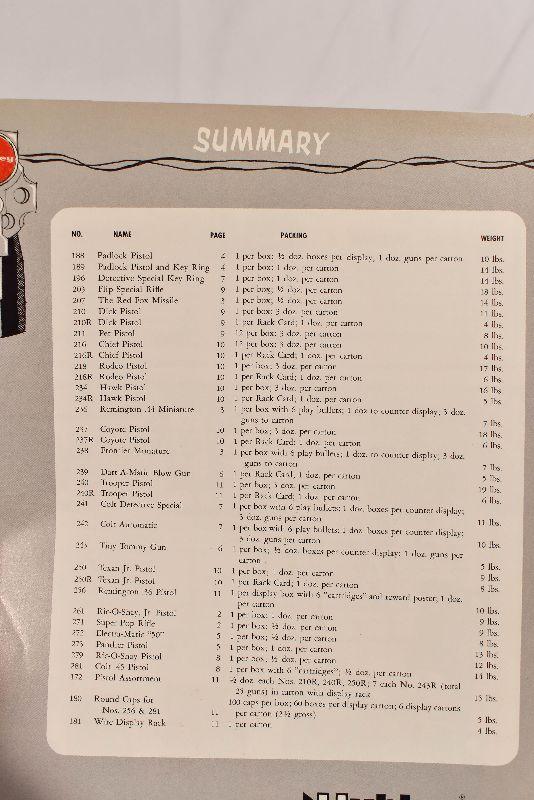 ey
SUMMARY
NO. NAME PAGE PACKING WEIGHT
188 Padlock Pistol 4 1 per box; ½ doz. boxes per display, 1 doz. guns per carton 10 lbs.
189 Padlock Pistol and Key Ring 4 1 per box; 1 doz. per carton 14 lbs.
196 Detective Special Key Ring 7 1 per box; 1 doz. per carton 14 lbs.
203 Flip Special Rifle 9 1 per box; ½ doz. per carton 18 lbs.
207 The Red Fox Missile 3 1 per box; ½ doz. per carton 14 lbs.
210 Dick Pistol 9 1 per box; 3 doz. per carton 11 lbs.
210R Dick Pistol 9 1 per Rack Card; 1 doz. per carton 4 lbs.
211 Pet Pistol 9 12 per box; 3 doz. per carton 8 lbs.
216 Chief Pistol 10 12 per box; 3 doz. per carton 10 lbs.
216R Chief Pistol 10 1 per Rack Card; 1 doz. per carton 4 lbs.
218 Rodeo Pistol 10 1 per box; 3 doz. per carton 17 lbs.
218R Rodeo Pistol 10 1 per Rack Card; 1 doz. per carton 6 lbs.
234 Hawk Pistol 10 1 per box; 3 doz. per carton 16 lbs.
234R Hawk Pistol 10 1 per Rack Card; 1 doz. per carton 5 lbs.
236 Remington .44 Miniature 3 1 per box with 6 play bullets; 1 doz to counter display; 3 doz.
guns to carton 7 lbs.
237 Coyote Pistol 10 1 per box; 3 doz. per carton 18 lbs.
237R Coyote Pistol 10 1 per Rack Card; 1 doz. per carton 6 lbs.
238 Frontier Miniature 3 1 per box with 6 play bullets; 1 doz. to counter display; 3 doz.
guns to carton 7 lbs.
239 Dart-A-Matic Blow Gun 6 1 per Rack Card, 1 doz. per carton 5 lbs.
240 Trooper Pistol 11 1 per box; 3 doz. per carton 19 lbs.
240R Trooper Pistol 11 1 per Rack Card; 1 doz. per carton 6 lbs.
241 Colt Detective Special 7 1 per box with 6 play bullets; 1 doz. boxes per counter display;
3 doz. guns per carton 11 lbs.
242 Colt Automatic 7 1 per box with 6 play bullets; 1 doz. boxes per counter display;
3 doz. guns per carton 10 lbs.
Tiny Tommy Gun 6 1 per box; ½ doz. boxes per counter display; 1 doz. guns per
carton 5 lbs.
250 Texan Jr. Pistol 10 1 per box; 1 doz. per carton 9 lbs.
250R Texan Jr. Pistol 10 1 per Rack Card; 1 doz. per carton 8 lbs.
256 Remington .36 Pistol 11 1 per display box with 6 "cartridges" and reward poster; 1 doz.
per carton 10 lbs.
261 Ric-O-Shay, Jr. Pistol 2 1 per box; 1 doz. per carton 9 lbs.
271 Super Pop Rifle 2 1 per box; ½ doz. per carton 9 lbs.
272 Electra-Matic "50" 5 1 per box; ½ doz. per carton 8 lbs.
275 Panther Pistol 5 1 per box, 1 doz. per carton 13 lbs.
279 Ric-O-Shay Pistol 8 1 per box, ½ doz. per carton 12 lbs.
281 Colt .45 Pistol 8 1 per box with 6 "cartridges"; ½ doz. per carton 14 lbs.
172 Pistol Assortment 11 ½ doz. each Nos. 210R, 240R, 250R; 7 each No. 243R (total
25 guns) in carton with display rack 15 lbs.
180 Round Caps for
Nos. 256 & 281 11 100 caps per box; 60 boxes per display carton; 6 display cartons
per carton (2½ gross) 5 lbs.
181 Wire Display Rack 11 1 per carton 4 lbs.